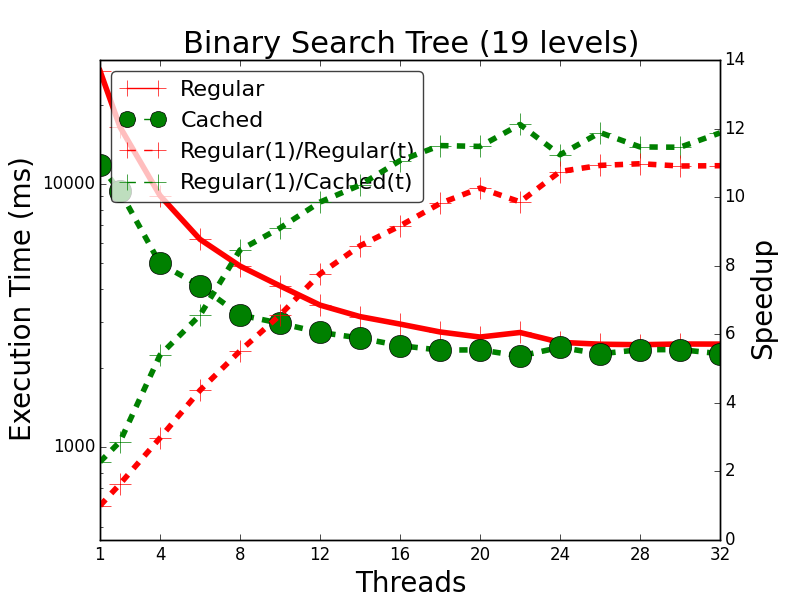 Binary Search Tree (19 levels)
Regular
Cached
Regular(1)/Regular(t)
Regular(1)/Cached(t)
Execution Time (ms)
10000
1000
Speedup
14
12
10
8
6
4
2
0
1 4 8 12 16 20 24 28 32
Threads